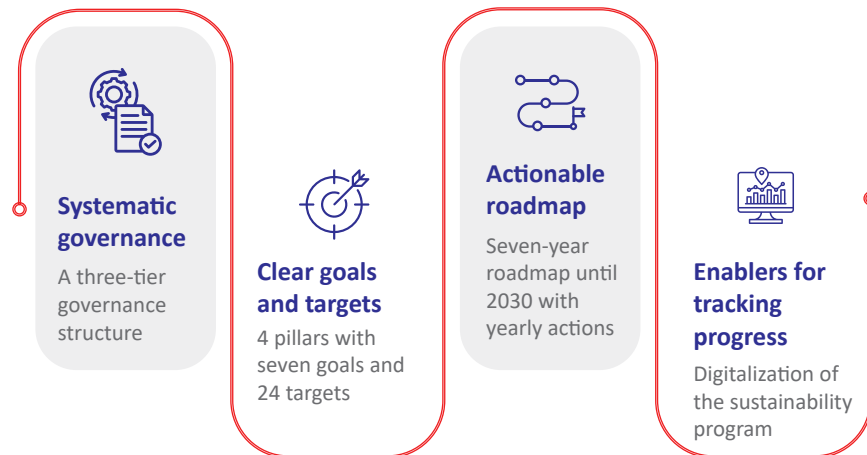 Systematic
governance
A three-tier
governance
structure
Clear goals
and targets
4 pillars with
seven goals and
24 targets
Actionable
roadmap
Seven-year
roadmap until
2030 with
yearly actions
Enablers for
tracking
progress
Digitalization of
the sustainability
program